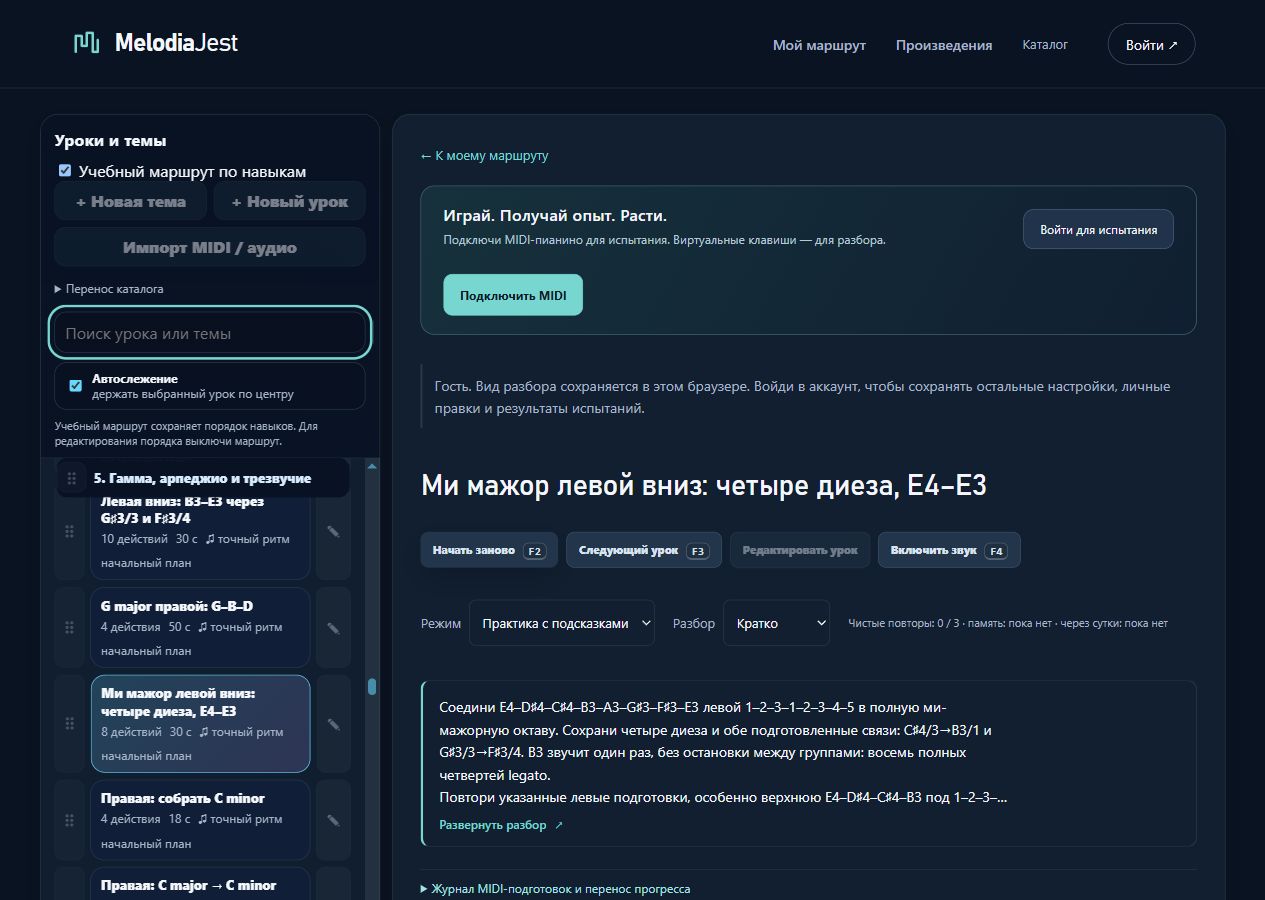 MelodiaJest
Мой маршрут
Произведения
Каталог
Войти ↗
Уроки и темы
Учебный маршрут по навыкам
+ Новая тема
+ Новый урок
Импорт MIDI / аудио
▶ Перенос каталога
Поиск урока или темы
Автослежение
держать выбранный урок по центру
Учебный маршрут сохраняет порядок навыков. Для
редактирования порядка выключи маршрут.
5. Гамма, арпеджио и трезвучие
Левая вниз: B3–E3 через
G♯3/3 и F♯3/4
10 действий 30 с ♫ точный ритм
начальный план
G major правой: G–B–D
4 действия 50 с ♫ точный ритм
начальный план
Ми мажор левой вниз:
четыре диеза, E4–E3
8 действий 30 с ♫ точный ритм
начальный план
Правая: собрать C minor
4 действия 18 с ♫ точный ритм
начальный план
Правая: C major → C minor
← К моему маршруту
Играй. Получай опыт. Расти.
Подключи MIDI-пианино для испытания. Виртуальные клавиши — для разбора.
Войти для испытания
Подключить MIDI
Гость. Вид разбора сохраняется в этом браузере. Войди в аккаунт, чтобы сохранять остальные настройки, личные
правки и результаты испытаний.
Ми мажор левой вниз: четыре диеза, E4–E3
Начать заново F2
Следующий урок F3
Редактировать урок
Включить звук F4
Режим
Практика с подсказками
Разбор
Кратко
Чистые повторы: 0 / 3 · память: пока нет · через сутки: пока нет
Соедини E4–D♯4–C♯4–B3–A3–G♯3–F♯3–E3 левой 1–2–3–1–2–3–4–5 в полную ми-
мажорную октаву. Сохрани четыре диеза и обе подготовленные связи: C♯4/3→B3/1 и
G♯3/3→F♯3/4. B3 звучит один раз, без остановки между группами: восемь полных
четвертей legato.
Повтори указанные левые подготовки, особенно верхнюю E4–D♯4–C♯4–B3 под 1–2–3–…
Развернуть разбор ↗
▶ Журнал MIDI-подготовок и перенос прогресса